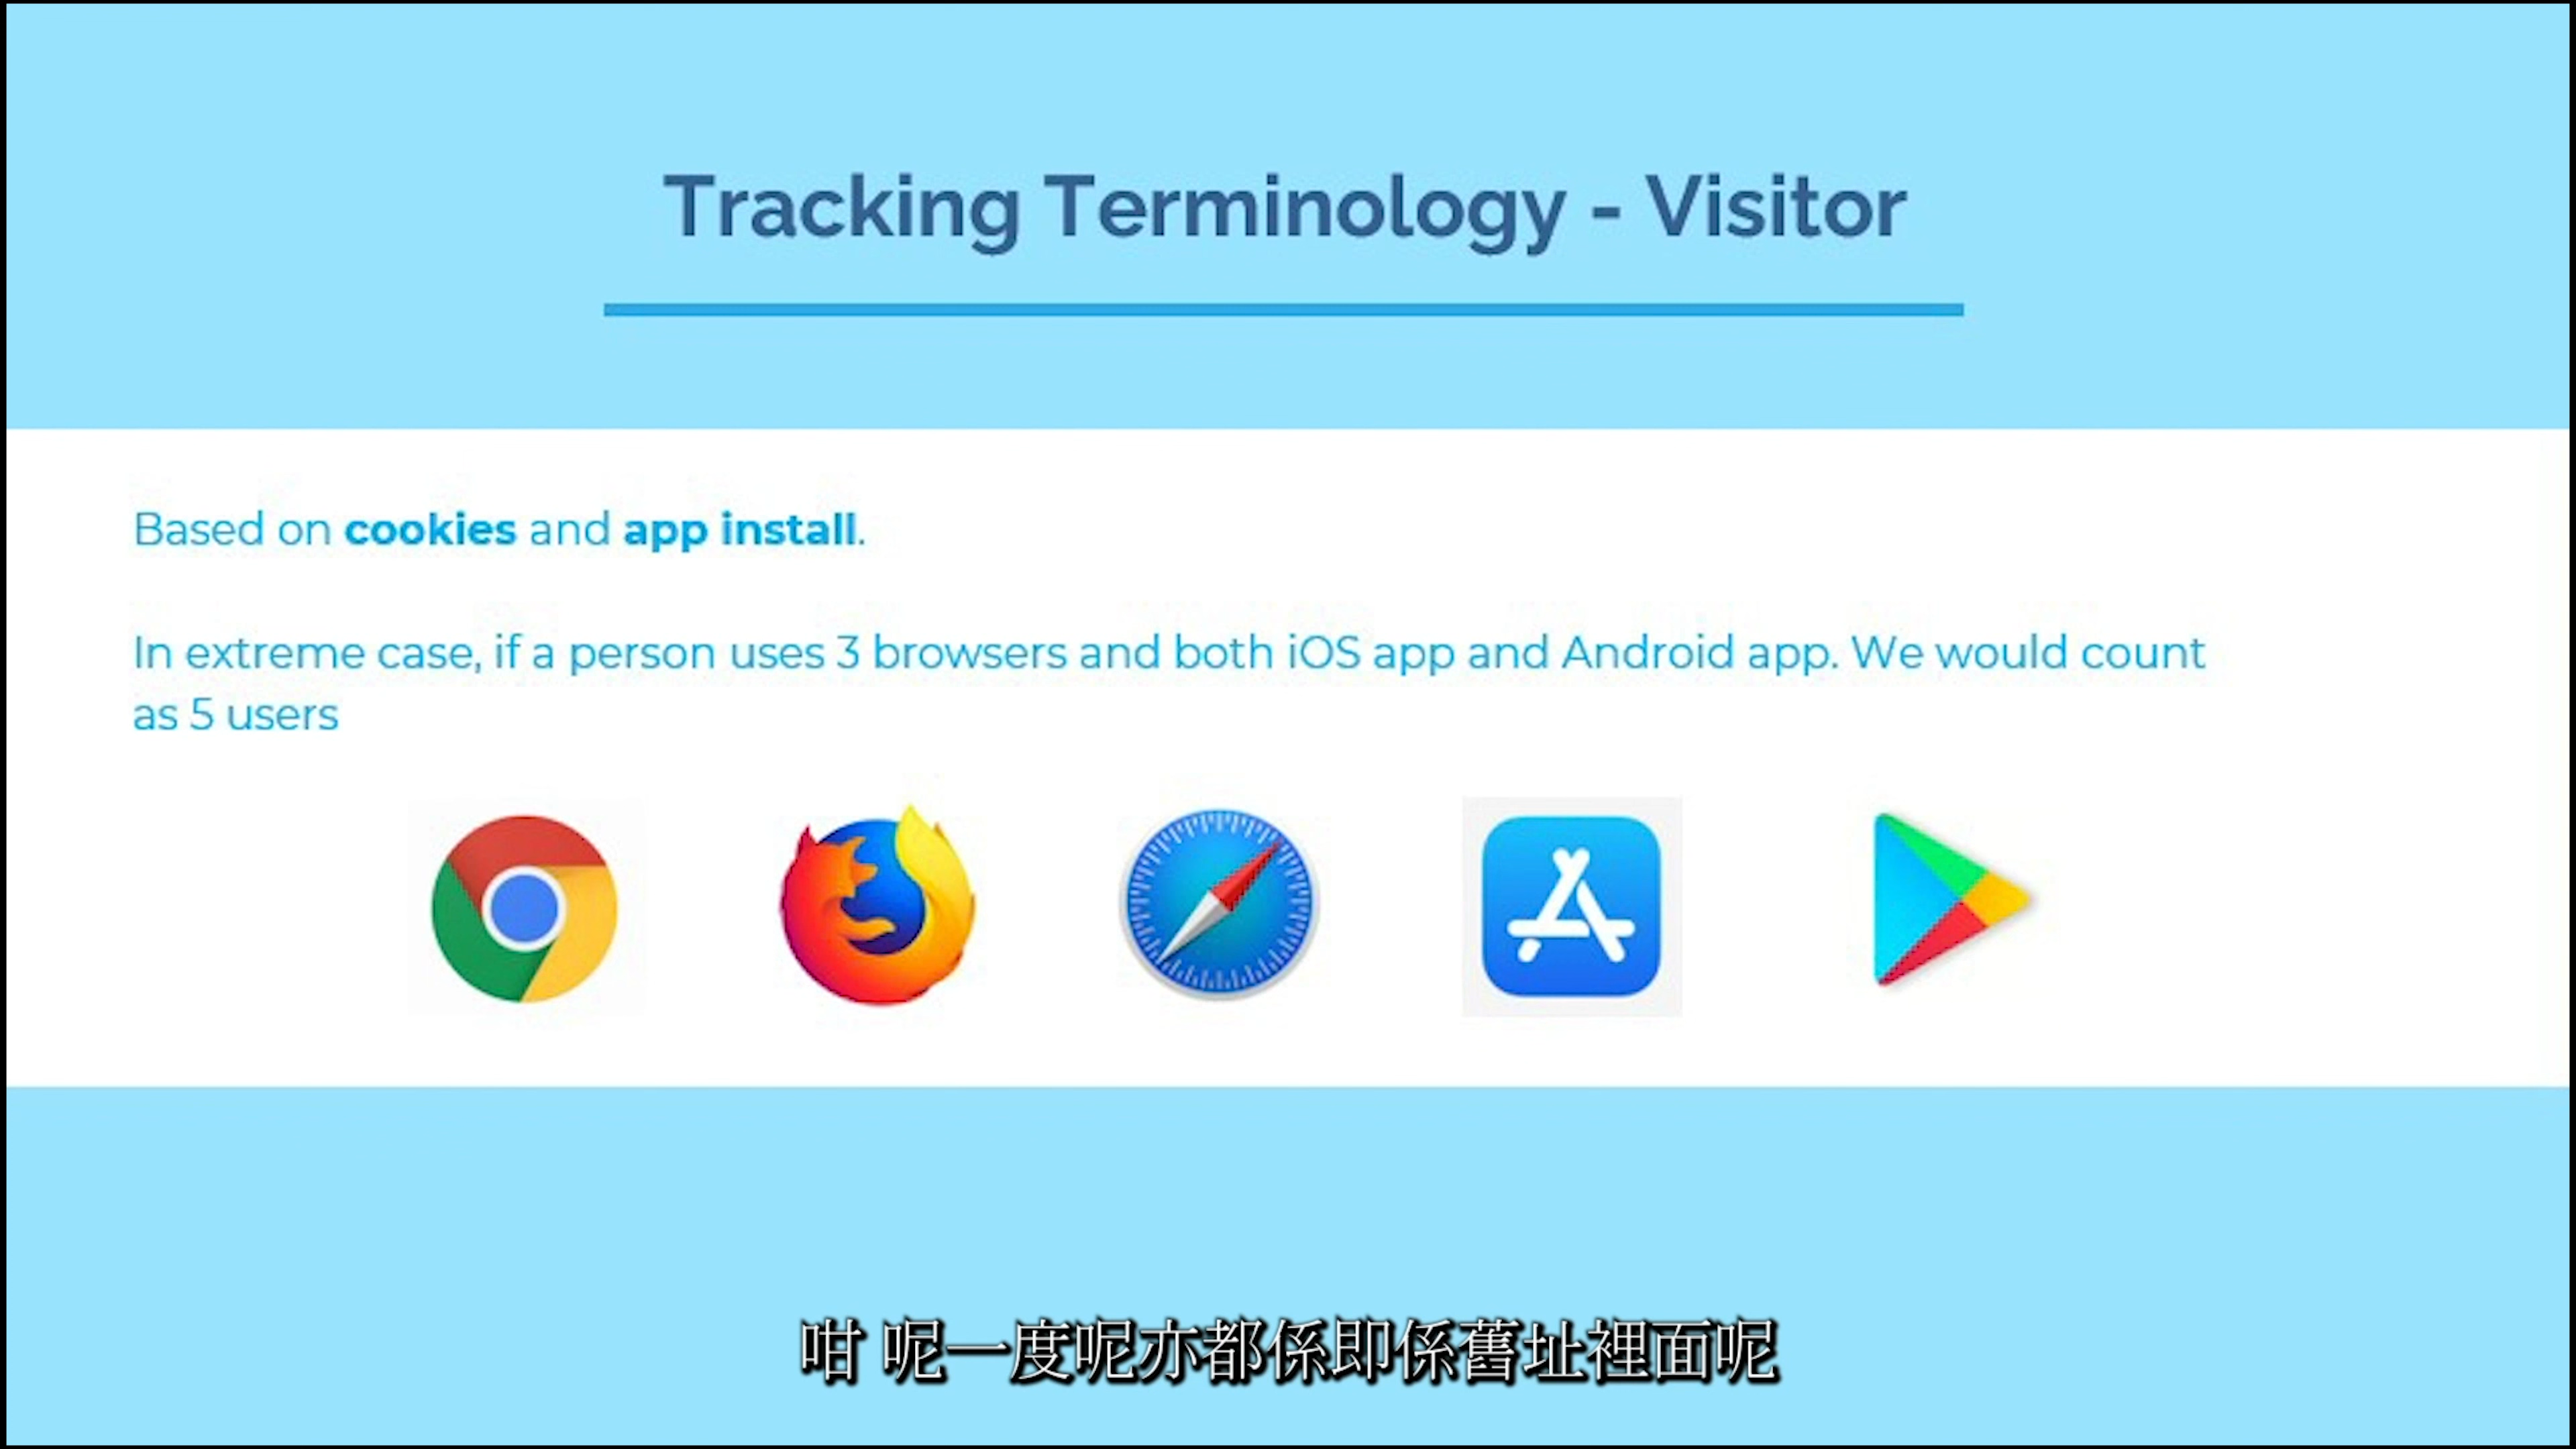 Tracking Terminology - Visitor
Based on cookies and app install.
In extreme case, if a person uses 3 browsers and both iOS app and Android app. We would count
as 5 users
咁 呢一度呢亦都係即係舊址裡面呢